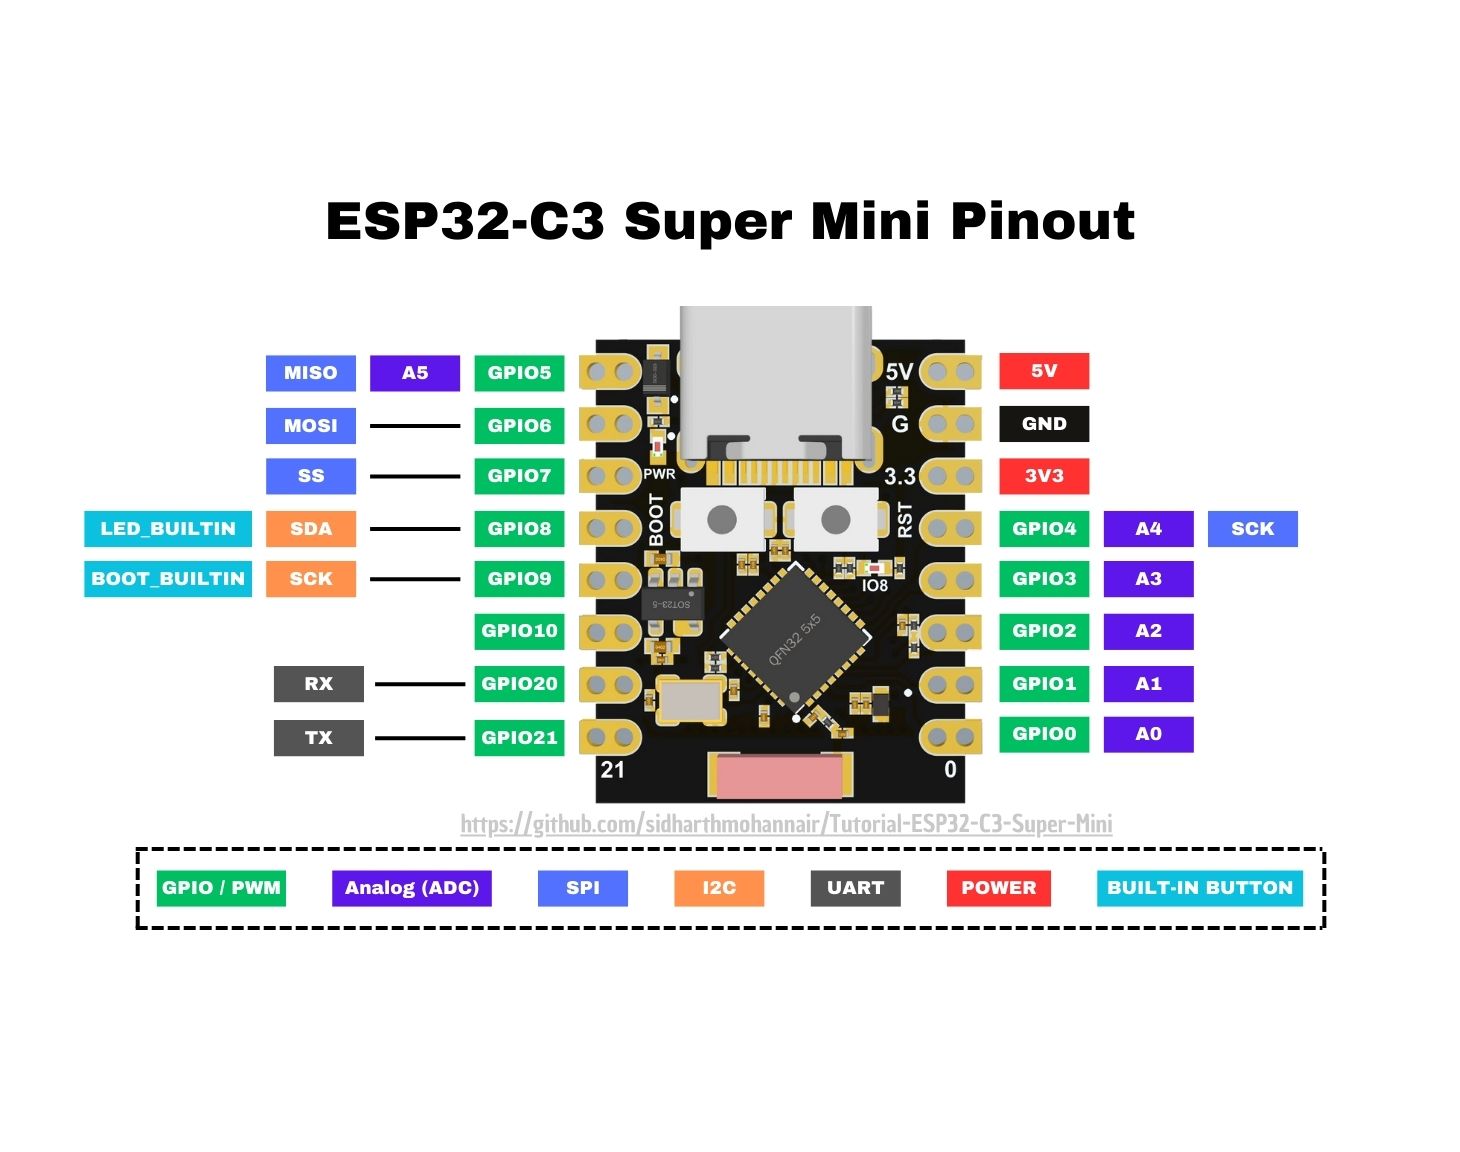 ESP32-C3 Super Mini Pinout
MISO A5 GPIO5 5V 5V
MOSI GPIO6 G GND
SS GPIO7 PWR 3.3 3V3
LED_BUILTIN SDA GPIO8 BOOT RST GPIO4 A4 SCK
BOOT_BUILTIN SCK GPIO9 IO8 GPIO3 A3
SOT23-5
GPIO10 QFN32 5x5 GPIO2 A2
RX GPIO20 GPIO1 A1
TX GPIO21 GPIO0 A0
21 0
https://github.com/sidharthmohannair/Tutorial-ESP32-C3-Super-Mini
GPIO / PWM Analog (ADC) SPI I2C UART POWER BUILT-IN BUTTON